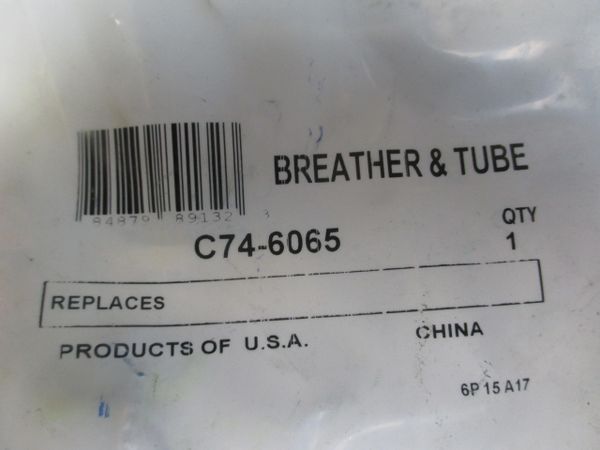 BREATHER & TUBE
84879 89132 3
C74-6065
QTY
1
REPLACES
PRODUCTS OF U.S.A. CHINA
6P 15 A17